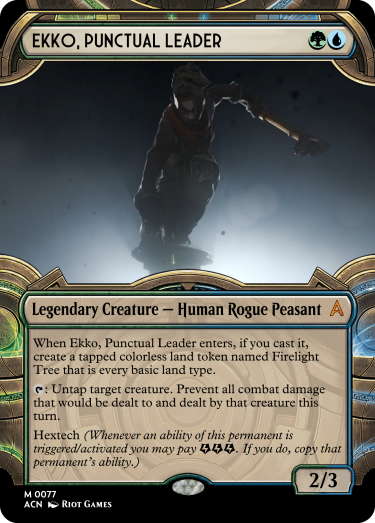 EKKO, PUNCTUAL LEADER
Legendary Creature — Human Rogue Peasant
When Ekko, Punctual Leader enters, if you cast it,
create a tapped colorless land token named Firelight
Tree that is every basic land type.
: Untap target creature. Prevent all combat damage
that would be dealt to and dealt by that creature this
turn.
Hextech (Whenever an ability of this permanent is
triggered/activated you may pay . If you do, copy that
permanent's ability.)
2/3
M 0077
ACN RIOT GAMES